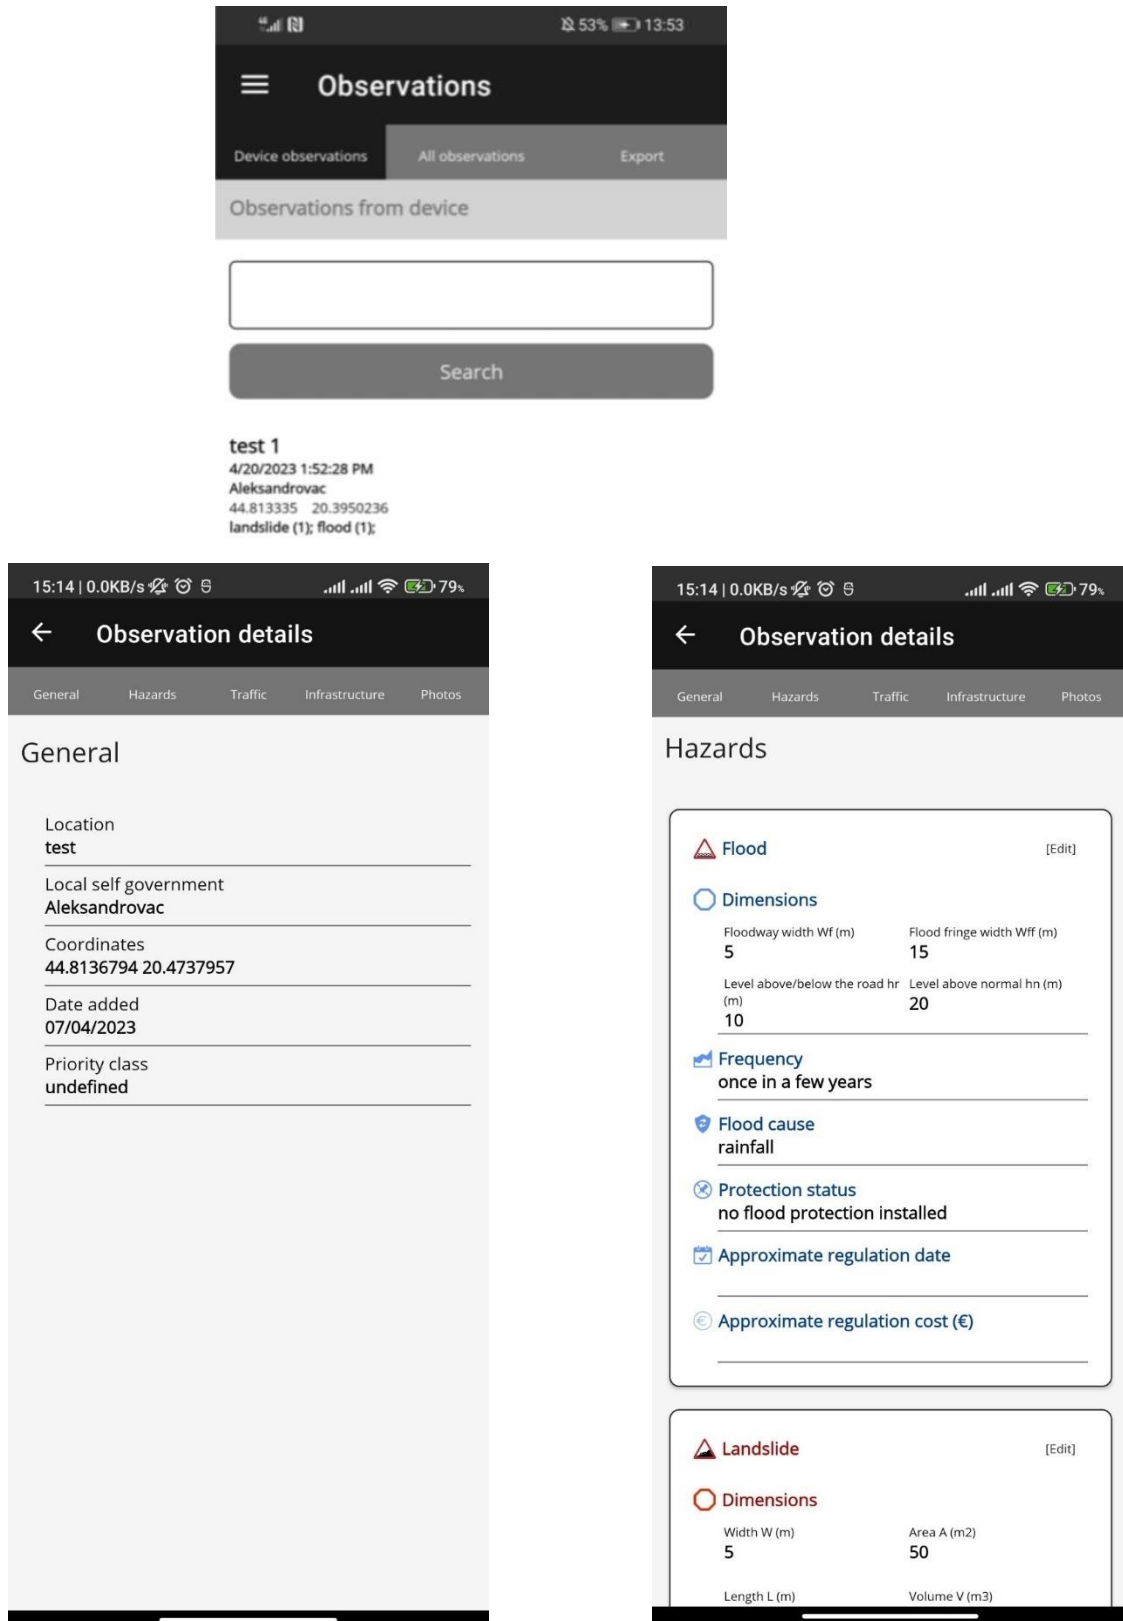 53% 13:53
Observations
Device observations All observations Export
Observations from device
Search
test 1
4/20/2023 1:52:28 PM
Aleksandrovac
44.813335 20.3950236
landslide (1); flood (1);
15:14 | 0.0KB/s 79%
Observation details
General Hazards Traffic Infrastructure Photos
General
Location
test
Local self government
Aleksandrovac
Coordinates
44.8136794 20.4737957
Date added
07/04/2023
Priority class
undefined
15:14 | 0.0KB/s 79%
Observation details
General Hazards Traffic Infrastructure Photos
Hazards
Flood [Edit]
Dimensions
Floodway width Wf (m) Flood fringe width Wff (m)
5 15
Level above/below the road hr Level above normal hn (m)
(m) 20
10
Frequency
once in a few years
Flood cause
rainfall
Protection status
no flood protection installed
Approximate regulation date
Approximate regulation cost (€)
Landslide [Edit]
Dimensions
Width W (m) Area A (m2)
5 50
Length L (m) Volume V (m3)